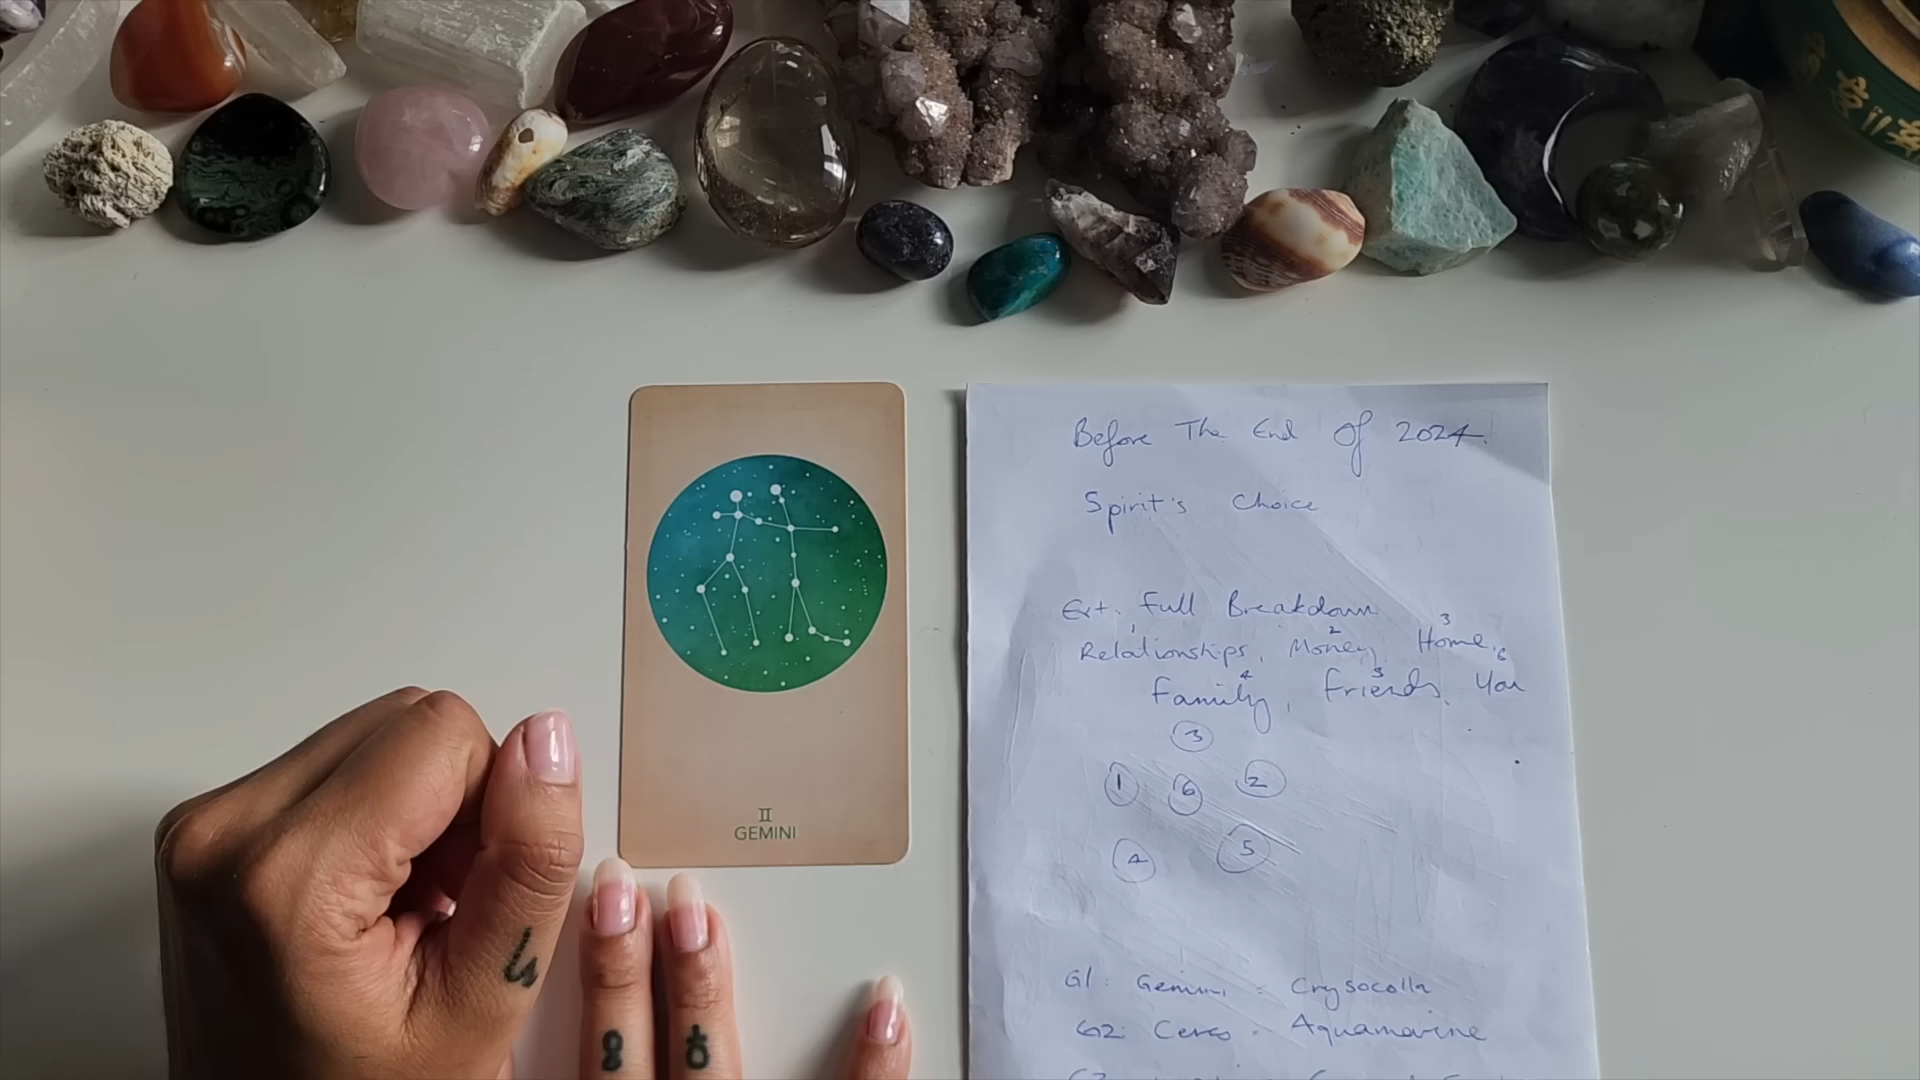 Before The End Of 2024.
Spirit's Choice
Ext. Full Breakdown
1 2 3
Relationships, Money, Home,
4 5 6
Family, Friends, You
3
1 6 2
4 5
G1: Gemini - Crysocolla
G2: Ceres - Aquamarine
II
GEMINI